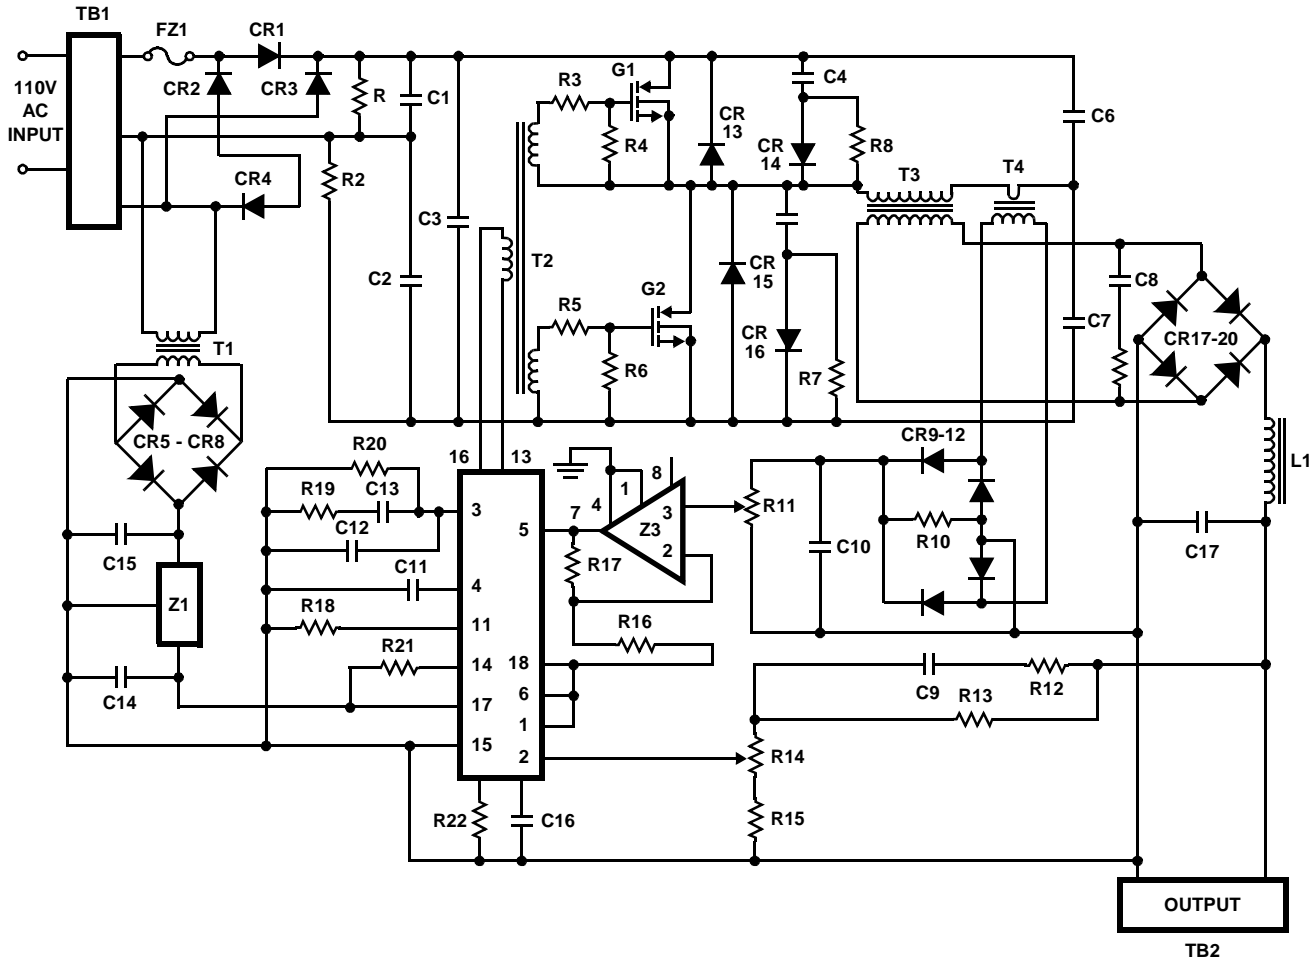 TB1
FZ1
CR1
CR2
CR3
R
C1
110V
AC
INPUT
CR4
R2
C2
C3
T2
R3
G1
R4
CR
13
C4
CR
14
R8
C6
T3
T4
R5
G2
R6
CR
15
CR
16
R7
C7
C8
CR17-20
T1
CR5 - CR8
L1
C17
CR9-12
R10
C10
R11
R20
R19
C13
C12
C11
R18
R21
C15
Z1
C14
16
13
3
4
11
14
17
15
5
18
6
1
2
7
4
1
8
3
2
Z3
R17
R16
C9
R12
R13
R14
R15
R22
C16
OUTPUT
TB2